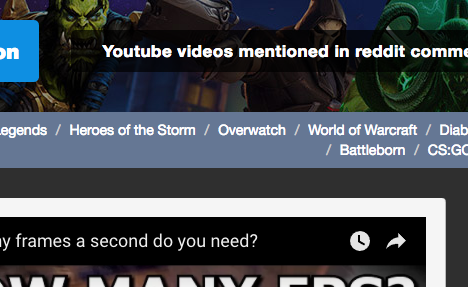 on
Youtube videos mentioned in reddit comme
egends / Heroes of the Storm / Overwatch / World of Warcraft / Diab
/ Battleborn / CS:GO
y frames a second do you need?
OW MANY FPS?